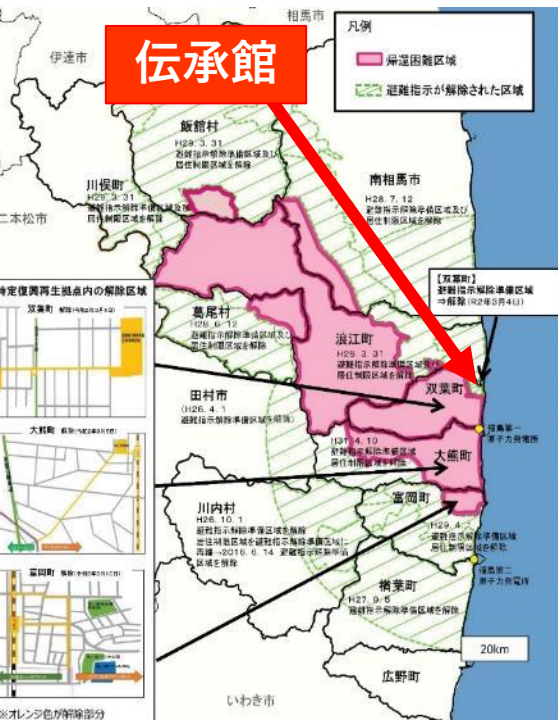 相馬市
凡例
帰還困難区域
避難指示が解除された区域
伝承館
伊達市
飯館村
H29.3.31
避難指示解除準備区域及び
居住制限区域を解除
川俣町
H29.3.31
避難指示解除準備区域及び
居住制限区域を解除
二本松市
南相馬市
H28.7.12
避難指示解除準備区域及び
居住制限区域を解除
【双葉町】
避難指示解除準備区域
⇒解除(R2年3月4日)
特定復興再生拠点内の解除区域
双葉町
葛尾村
H28.6.12
避難指示解除準備区域及び
居住制限区域を解除
浪江町
H29.3.31
避難指示解除準備区域及び
居住制限区域を解除
双葉町
田村市
(H26.4.1
避難指示解除準備区域を解除)
福島第一
原子力発電所
大熊町
H31.4.10
避難指示解除準備区域
居住制限区域を解除
大熊町
川内村
H26.10.1
避難指示解除準備区域を解除
居住制限区域を避難指示解除準備区域に
再編→2016.6.14 避難指示解除準備
区域を解除
富岡町
H29.4.
避難指示解除準備区域
居住制限区域を解除
福島第二
原子力発電所
富岡町
楢葉町
H27.9.5
避難指示解除準備区域を解除
20km
広野町
いわき市
※オレンジ色が解除部分